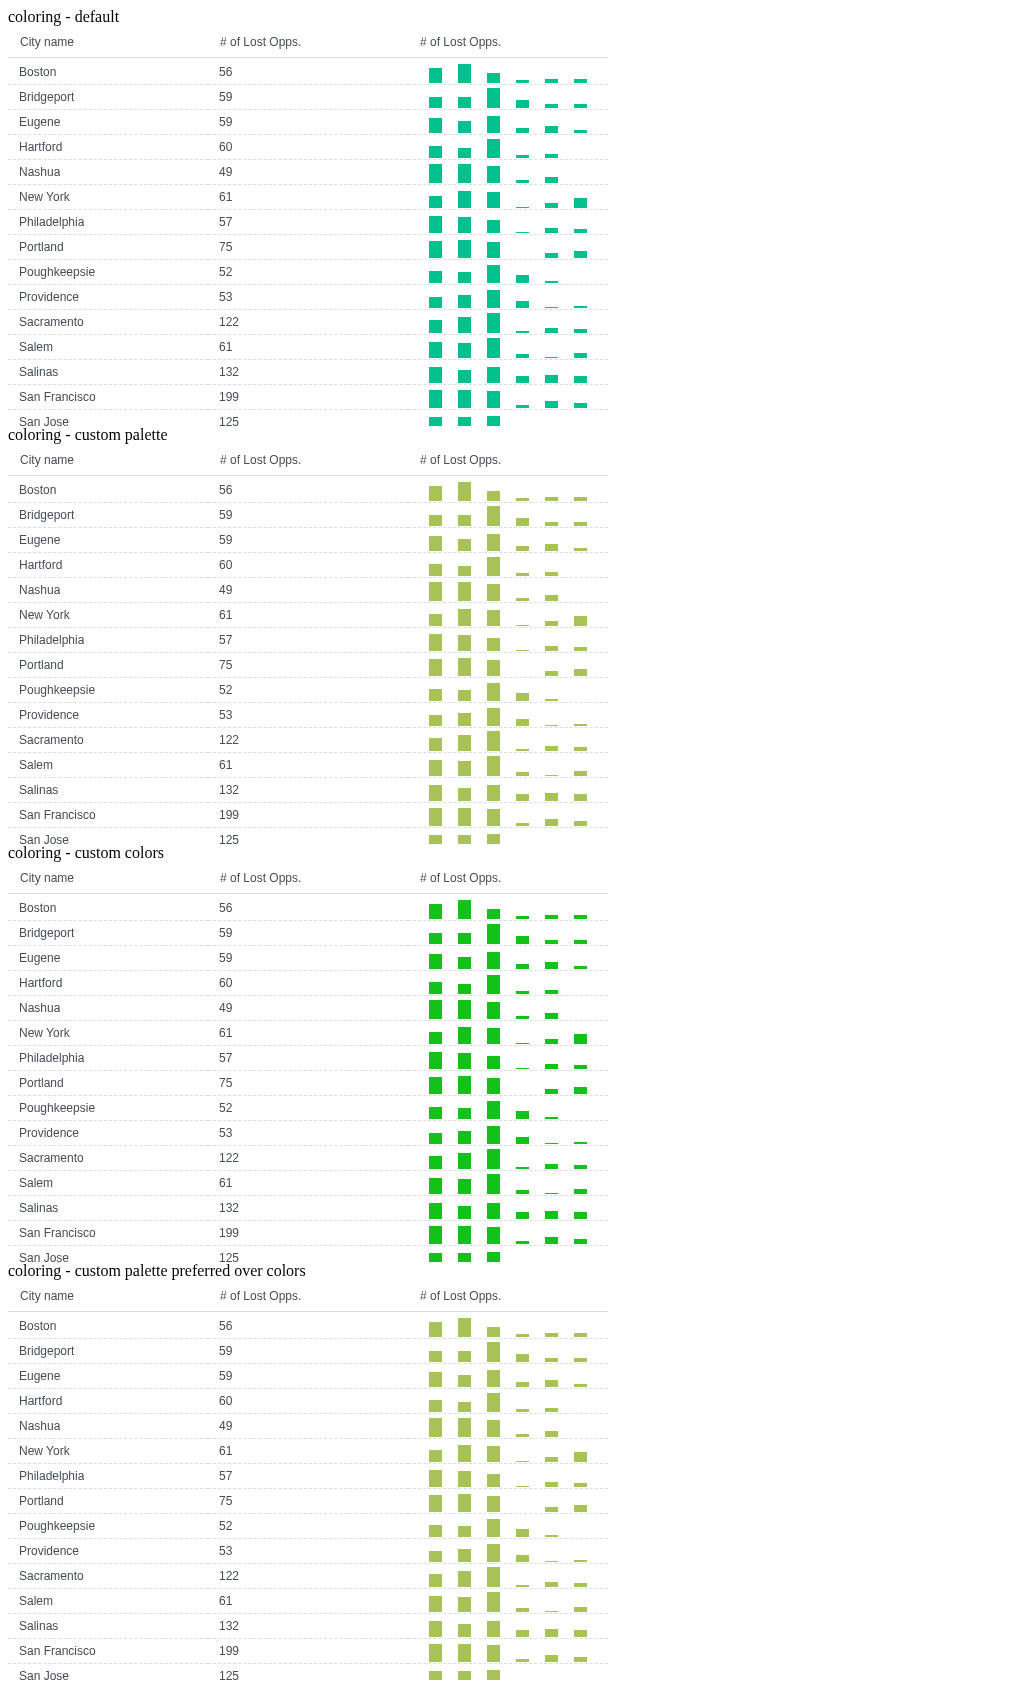 coloring - default
City name # of Lost Opps. # of Lost Opps.
Boston 56
Bridgeport 59
Eugene 59
Hartford 60
Nashua 49
New York 61
Philadelphia 57
Portland 75
Poughkeepsie 52
Providence 53
Sacramento 122
Salem 61
Salinas 132
San Francisco 199
San Jose 125
coloring - custom palette
City name # of Lost Opps. # of Lost Opps.
Boston 56
Bridgeport 59
Eugene 59
Hartford 60
Nashua 49
New York 61
Philadelphia 57
Portland 75
Poughkeepsie 52
Providence 53
Sacramento 122
Salem 61
Salinas 132
San Francisco 199
San Jose 125
coloring - custom colors
City name # of Lost Opps. # of Lost Opps.
Boston 56
Bridgeport 59
Eugene 59
Hartford 60
Nashua 49
New York 61
Philadelphia 57
Portland 75
Poughkeepsie 52
Providence 53
Sacramento 122
Salem 61
Salinas 132
San Francisco 199
San Jose 125
coloring - custom palette preferred over colors
City name # of Lost Opps. # of Lost Opps.
Boston 56
Bridgeport 59
Eugene 59
Hartford 60
Nashua 49
New York 61
Philadelphia 57
Portland 75
Poughkeepsie 52
Providence 53
Sacramento 122
Salem 61
Salinas 132
San Francisco 199
San Jose 125